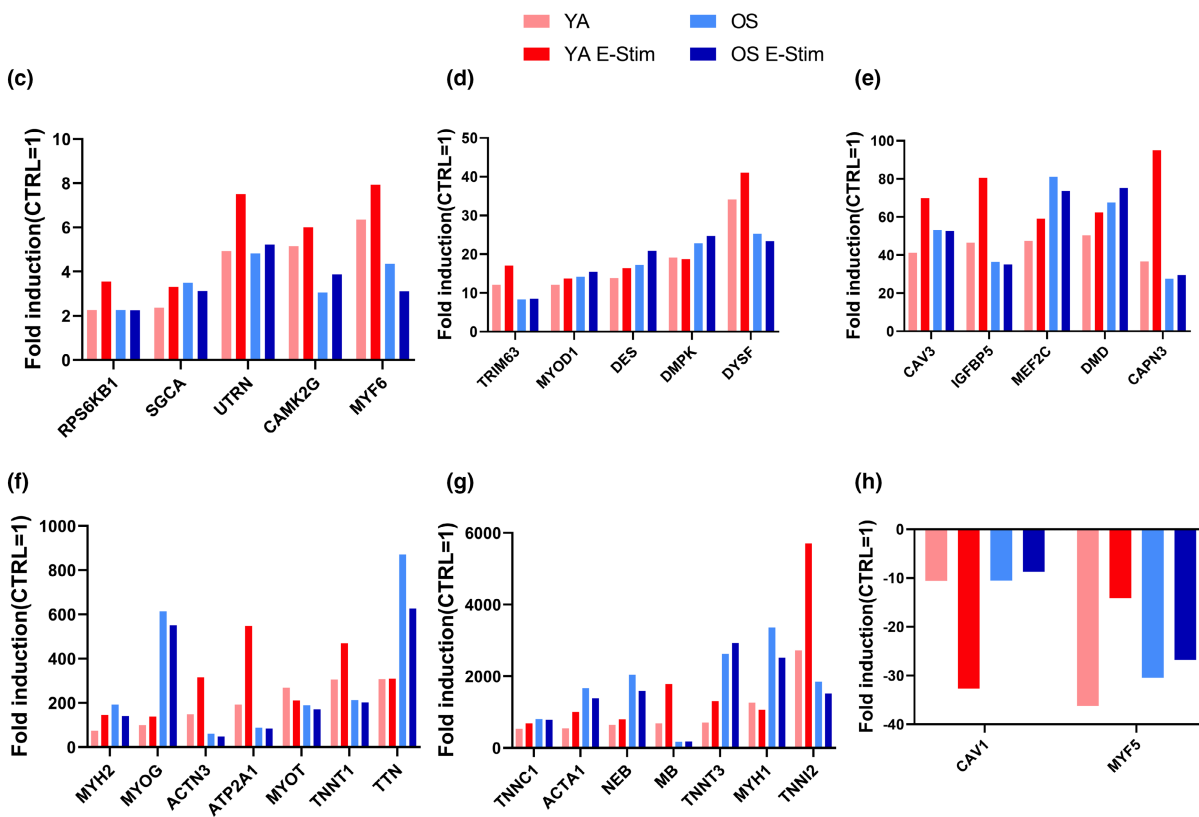 YA
OS
YA E-Stim
OS E-Stim
(c)
Fold induction(CTRL=1)
10
8
6
4
2
0
RPS6KB1
SGCA
UTRN
CAMK2G
MYF6
(d)
Fold induction(CTRL=1)
50
40
30
20
10
0
TRIM63
MYOD1
DES
DMPK
DYSF
(e)
Fold induction(CTRL=1)
100
80
60
40
20
0
CAV3
IGFBP5
MEF2C
DMD
CAPN3
(f)
Fold induction(CTRL=1)
1000
800
600
400
200
0
MYH2
MYOG
ACTN3
ATP2A1
MYOT
TNNT1
TTN
(g)
Fold induction(CTRL=1)
6000
4000
2000
0
TNNC1
ACTA1
NEB
MB
TNNT3
MYH1
TNNI2
(h)
Fold induction(CTRL=1)
0
-10
-20
-30
-40
CAV1
MYF5